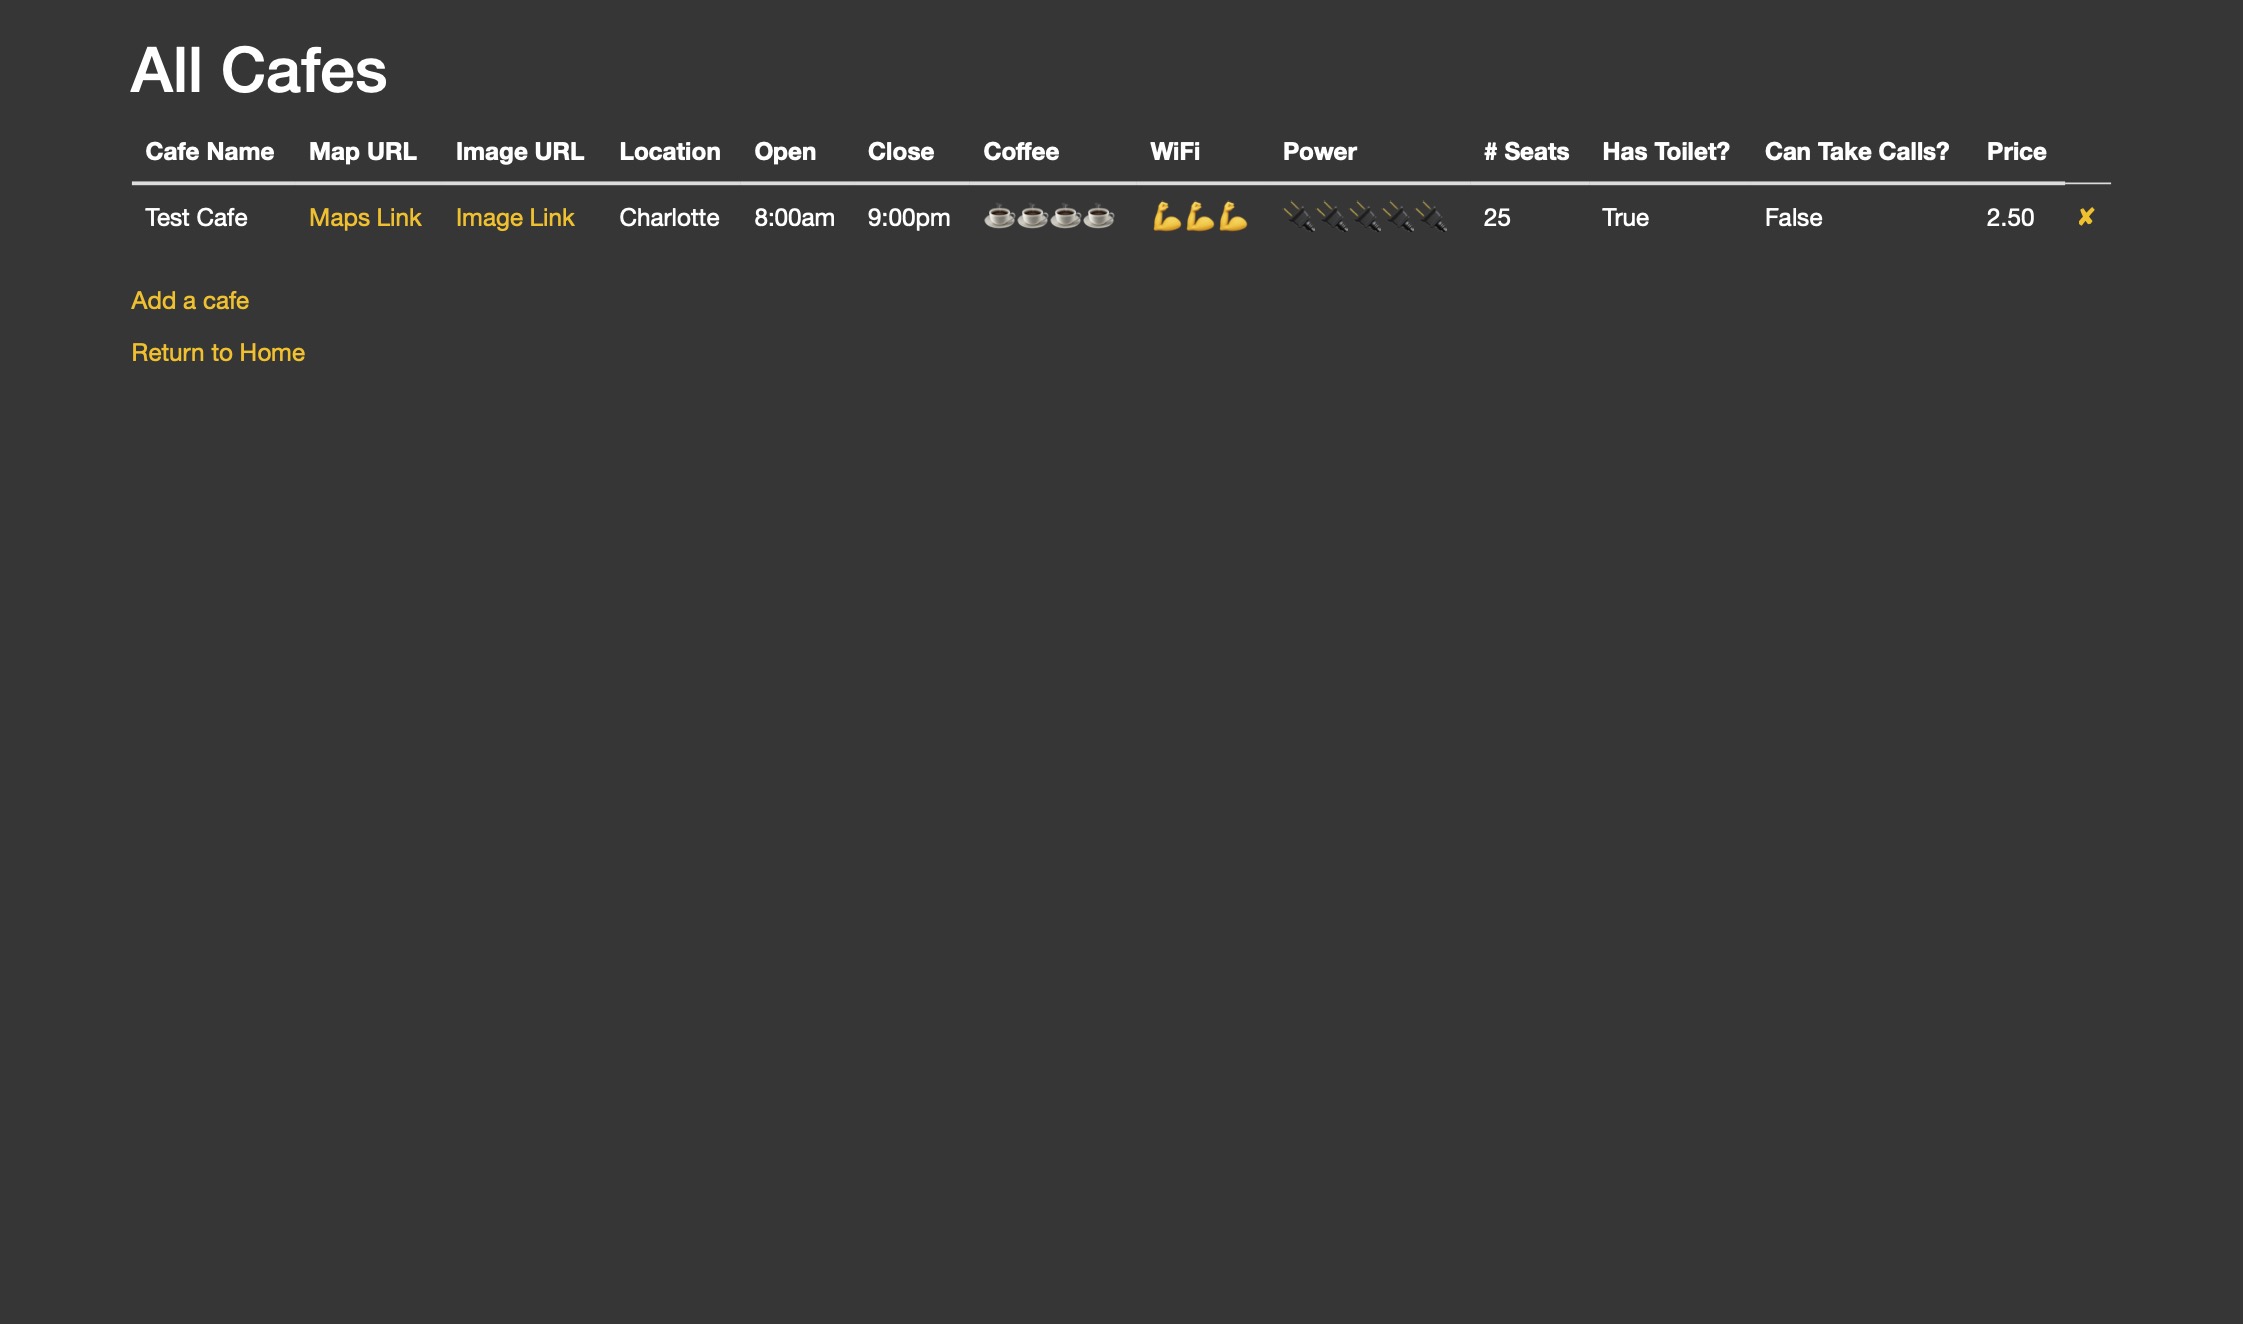 All Cafes
Cafe Name Map URL Image URL Location Open Close Coffee WiFi Power # Seats Has Toilet? Can Take Calls? Price
Test Cafe Maps Link Image Link Charlotte 8:00am 9:00pm ☕☕☕☕ 💪💪💪 🔌🔌🔌🔌🔌 25 True False 2.50 ✘
Add a cafe
Return to Home